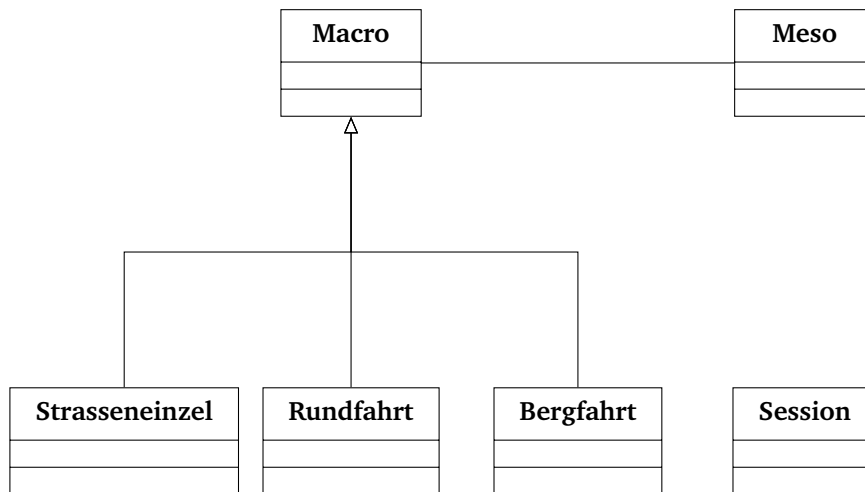 Macro
Meso
Strasseneinzel
Rundfahrt
Bergfahrt
Session